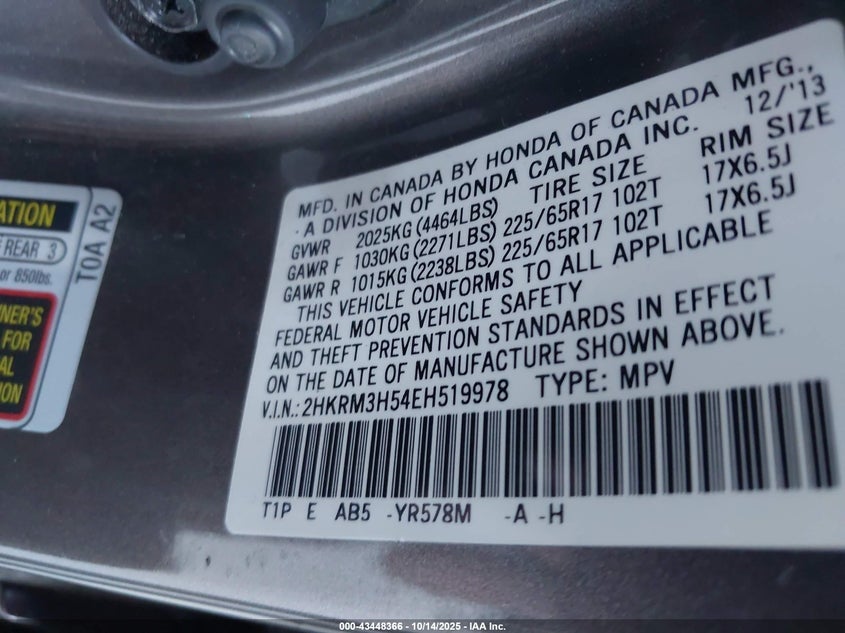 MFD. IN CANADA BY HONDA OF CANADA MFG.,
A DIVISION OF HONDA CANADA INC. 12/'13
TIRE SIZE RIM SIZE
GVWR 2025KG (4464LBS)
GAWR F 1030KG (2271LBS) 225/65R17 102T 17X6.5J
GAWR R 1015KG (2238LBS) 225/65R17 102T 17X6.5J
THIS VEHICLE CONFORMS TO ALL APPLICABLE
FEDERAL MOTOR VEHICLE SAFETY
AND THEFT PREVENTION STANDARDS IN EFFECT
ON THE DATE OF MANUFACTURE SHOWN ABOVE.
V.I.N.: 2HKRM3H54EH519978 TYPE: MPV
T1P E AB5 -YR578M -A -H
ATION
REAR 3
or 850lbs.
NER'S
FOR
AL
ION
T0A A2
000-43448366 - 10/14/2025 - IAA Inc.